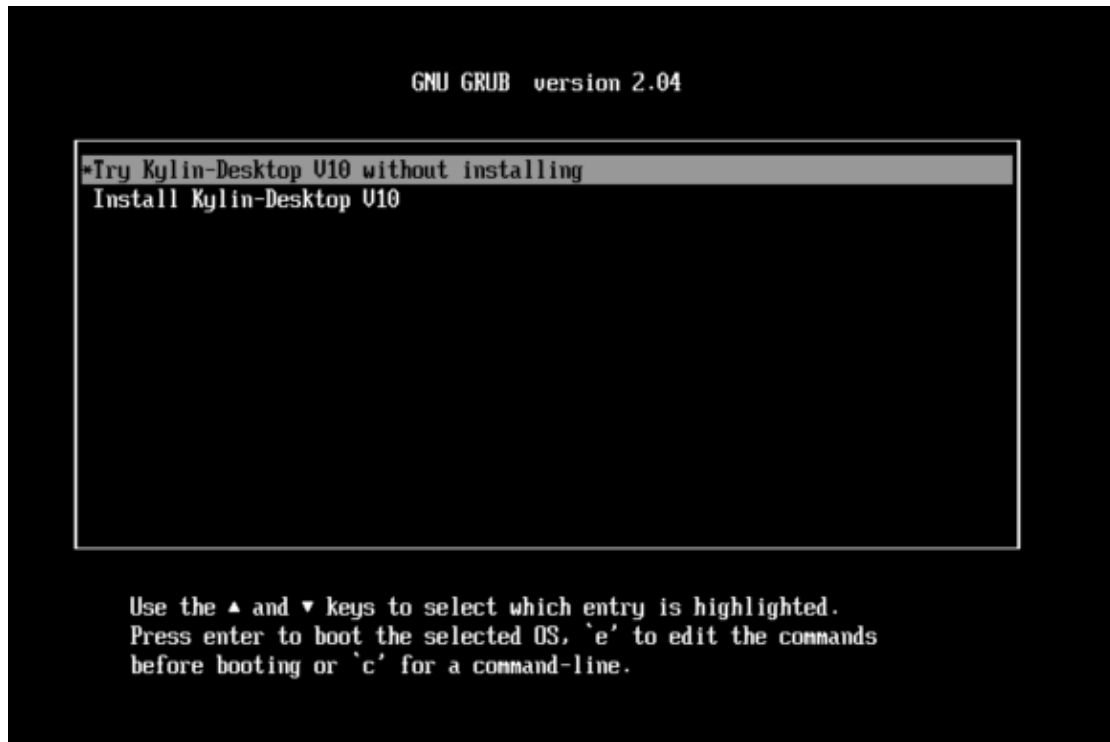 GNU GRUB  version 2.04
*Try Kylin-Desktop V10 without installing
Install Kylin-Desktop V10
Use the ▲ and ▼ keys to select which entry is highlighted.
Press enter to boot the selected OS, `e' to edit the commands
before booting or `c' for a command-line.